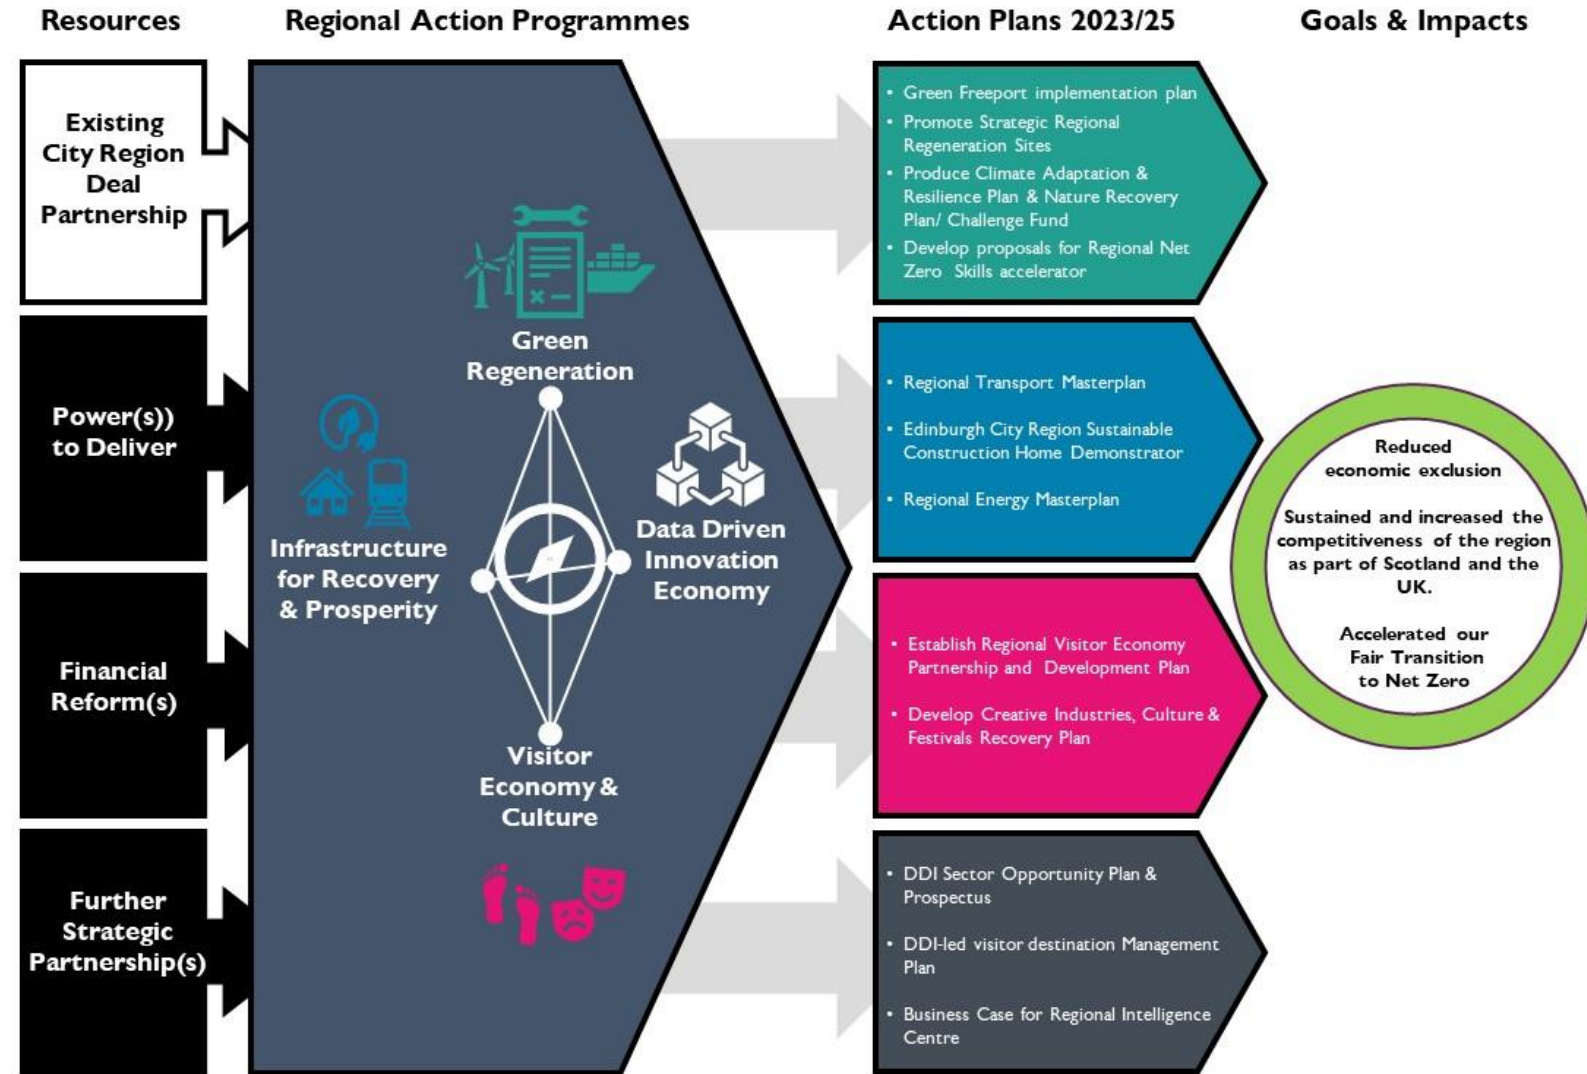 Resources
Regional Action Programmes
Action Plans 2023/25
Goals & Impacts
Existing
City Region
Deal
Partnership
Power(s))
to Deliver
Financial
Reform(s)
Further
Strategic
Partnership(s)
Green
Regeneration
Infrastructure
for Recovery
& Prosperity
Data Driven
Innovation
Economy
Visitor
Economy &
Culture
• Green Freeport implementation plan
• Promote Strategic Regional
Regeneration Sites
• Produce Climate Adaptation &
Resilience Plan & Nature Recovery
Plan/ Challenge Fund
• Develop proposals for Regional Net
Zero Skills accelerator
• Regional Transport Masterplan
• Edinburgh City Region Sustainable
Construction Home Demonstrator
• Regional Energy Masterplan
• Establish Regional Visitor Economy
Partnership and Development Plan
• Develop Creative Industries, Culture &
Festivals Recovery Plan
• DDI Sector Opportunity Plan &
Prospectus
• DDI-led visitor destination Management
Plan
• Business Case for Regional Intelligence
Centre
Reduced
economic exclusion
Sustained and increased the
competitiveness of the region
as part of Scotland and the
UK.
Accelerated our
Fair Transition
to Net Zero